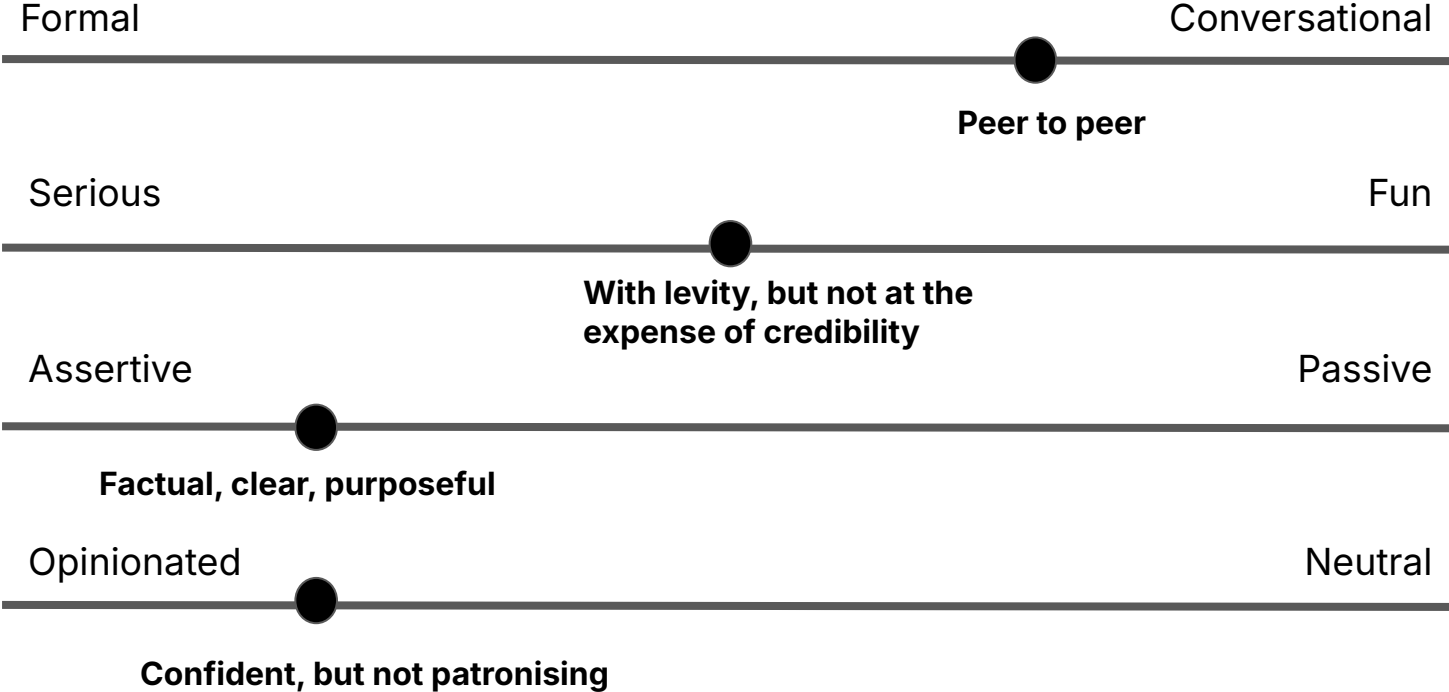 Formal
Conversational
Peer to peer
Serious
Fun
With levity, but not at the
expense of credibility
Assertive
Passive
Factual, clear, purposeful
Opinionated
Neutral
Confident, but not patronising